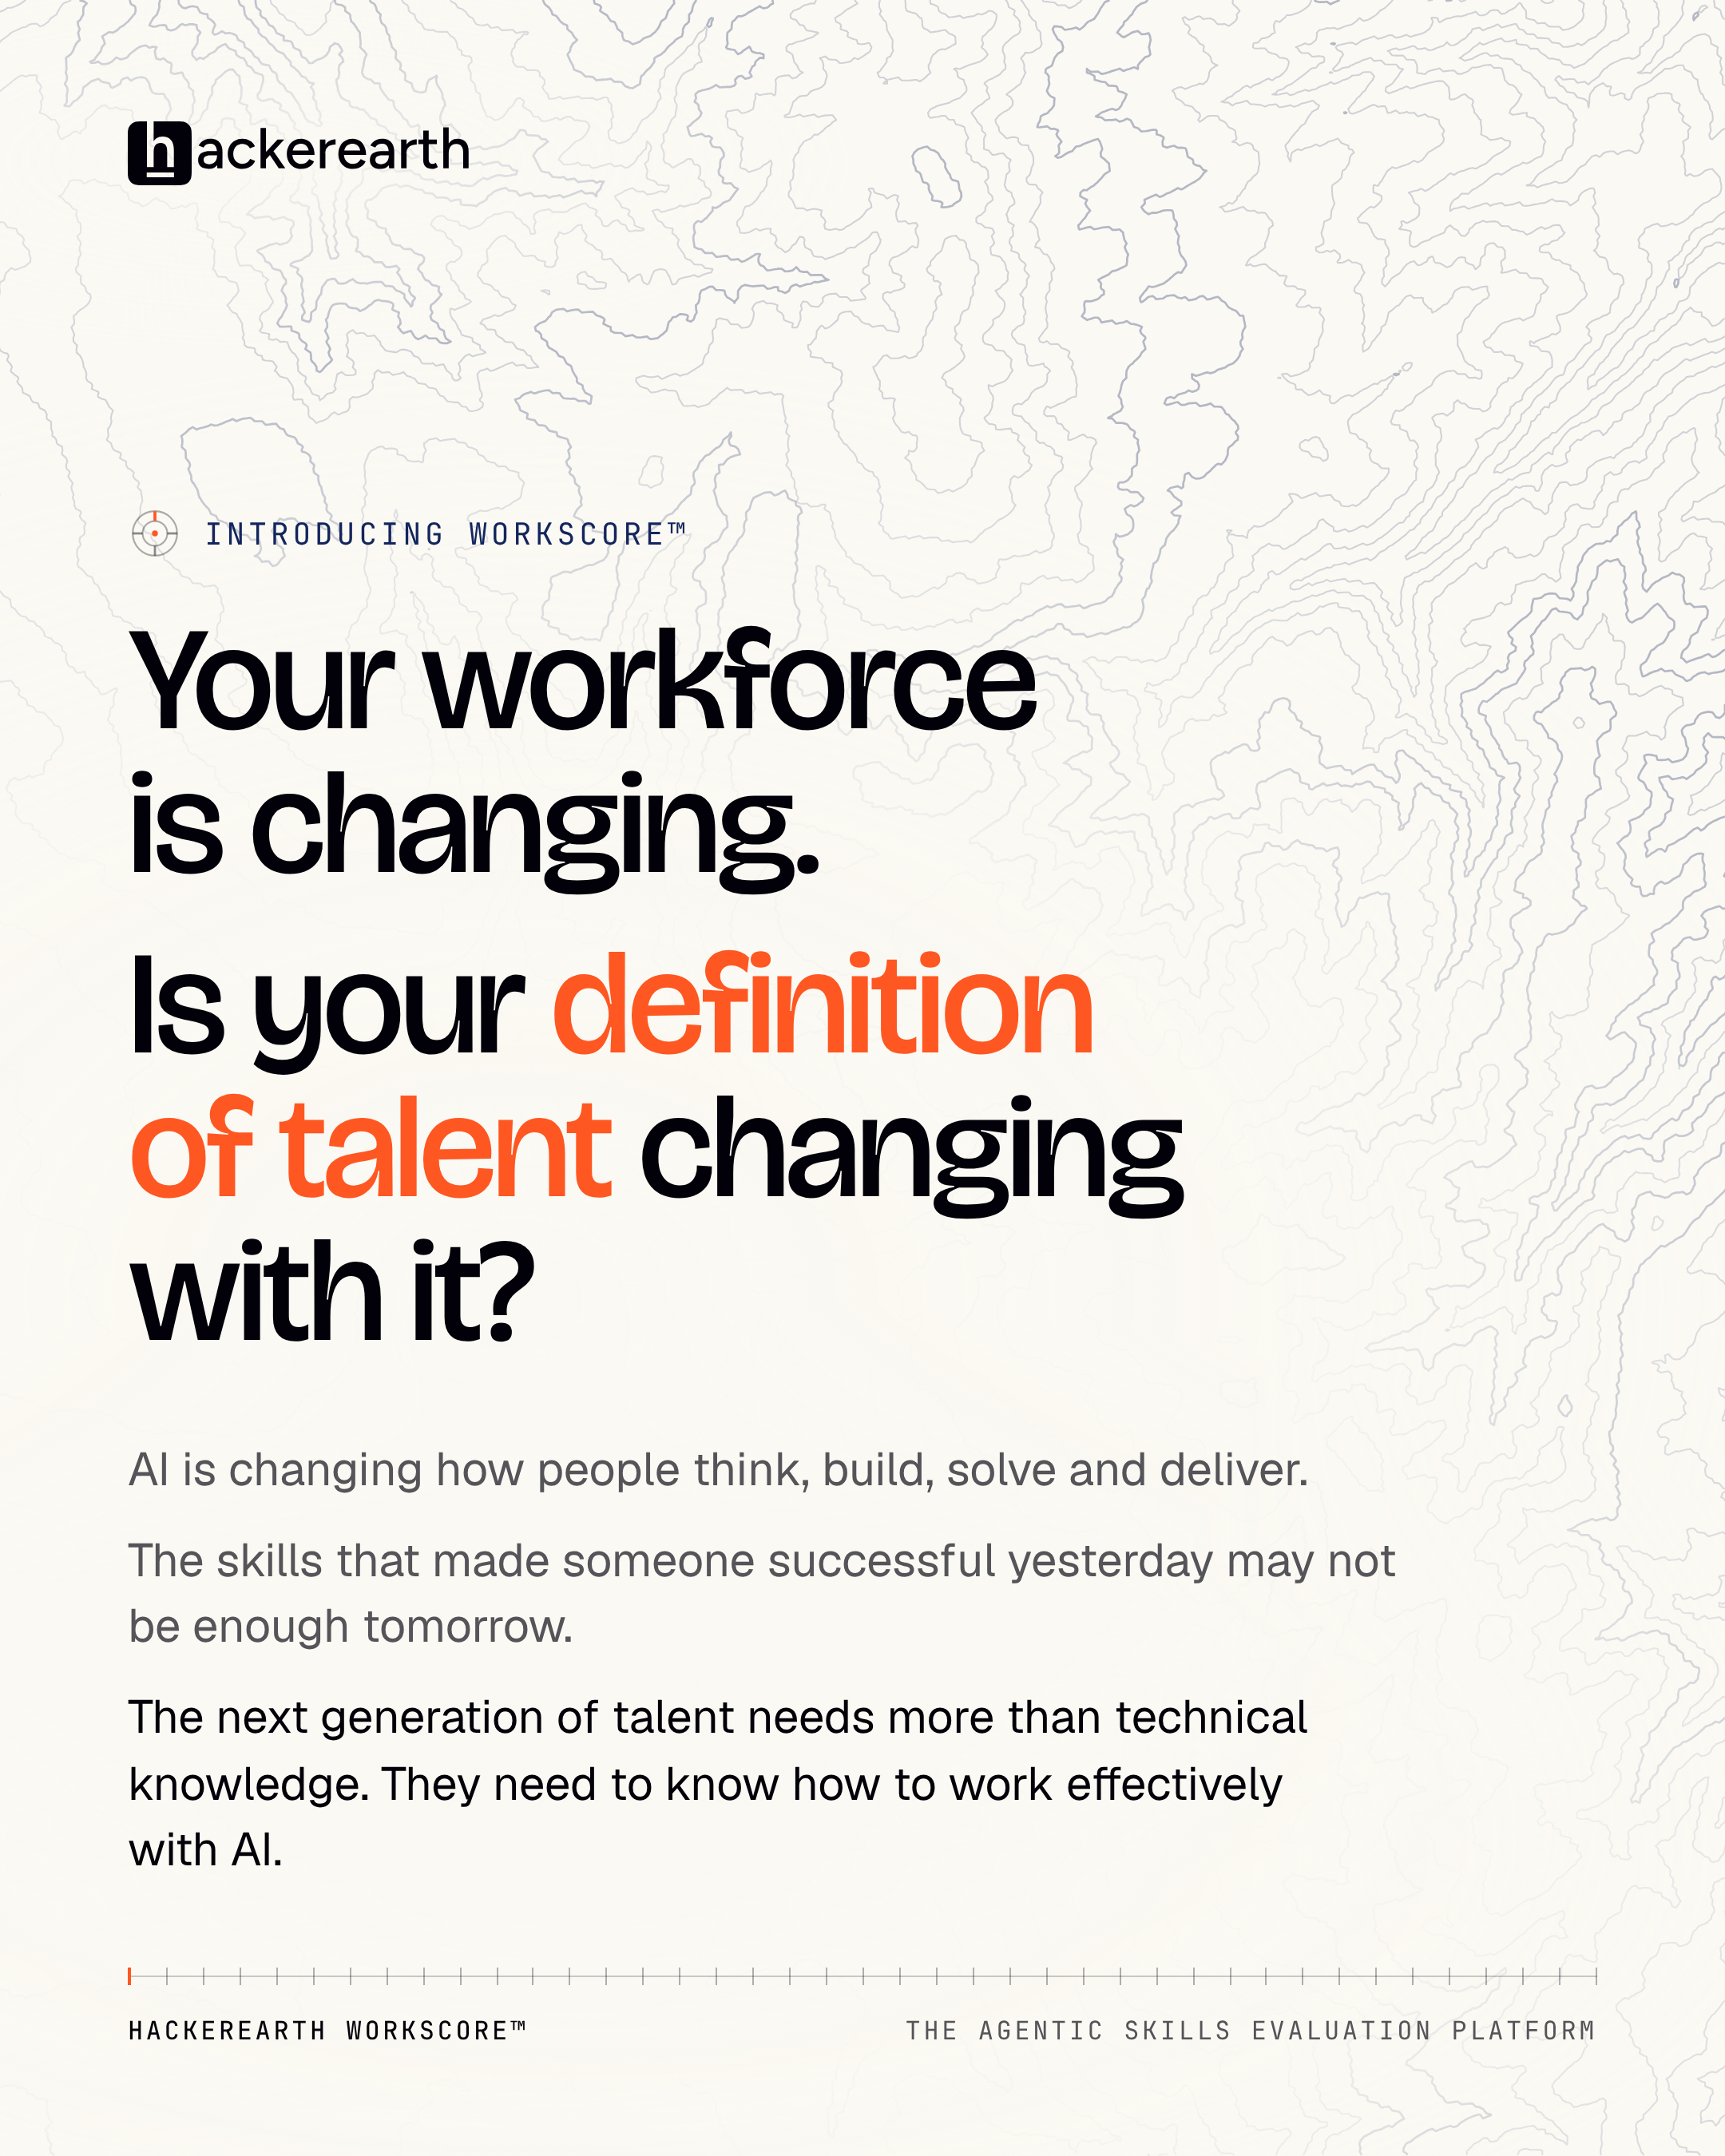 hackerearth
INTRODUCING WORKSCORE™
Your workforce
is changing.
Is your definition
of talent changing
with it?
AI is changing how people think, build, solve and deliver.
The skills that made someone successful yesterday may not
be enough tomorrow.
The next generation of talent needs more than technical
knowledge. They need to know how to work effectively
with AI.
HACKEREARTH WORKSCORE™
THE AGENTIC SKILLS EVALUATION PLATFORM